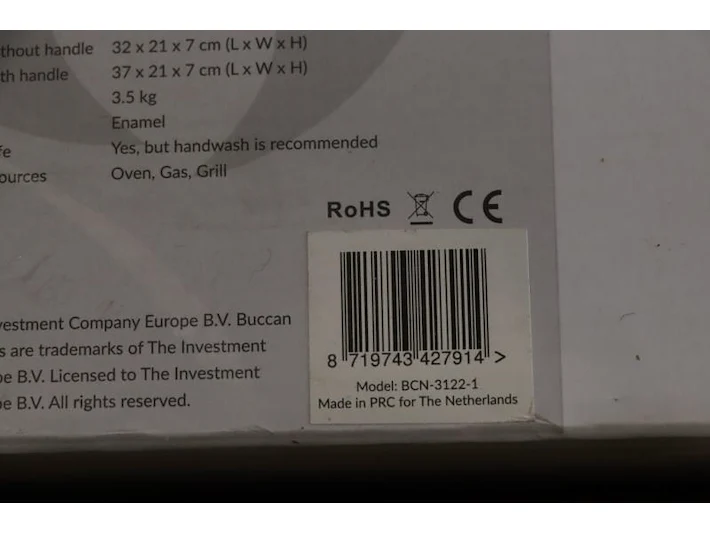 thout handle 32 x 21 x 7 cm (L x W x H)
th handle 37 x 21 x 7 cm (L x W x H)
3.5 kg
Enamel
fe Yes, but handwash is recommended
ources Oven, Gas, Grill
RoHS CE
vestment Company Europe B.V. Buccan
s are trademarks of The Investment
pe B.V. Licensed to The Investment
pe B.V. All rights reserved.
8 719743 427914 >
Model: BCN-3122-1
Made in PRC for The Netherlands